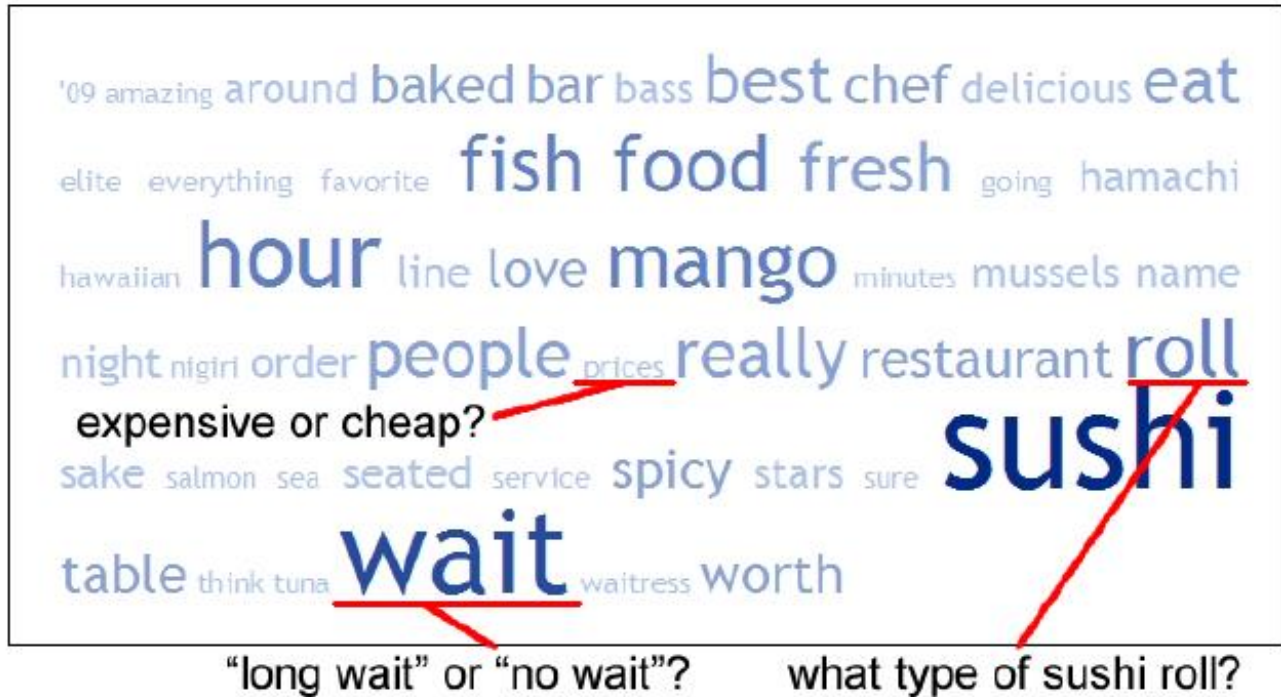 '09 amazing around baked bar bass best chef delicious eat
elite everything favorite fish food fresh going hamachi
hawaiian hour line love mango minutes mussels name
night nigiri order people prices really restaurant roll
expensive or cheap?
sake salmon sea seated service spicy stars sure sushi
table think tuna wait waitress worth
“long wait” or “no wait”? what type of sushi roll?